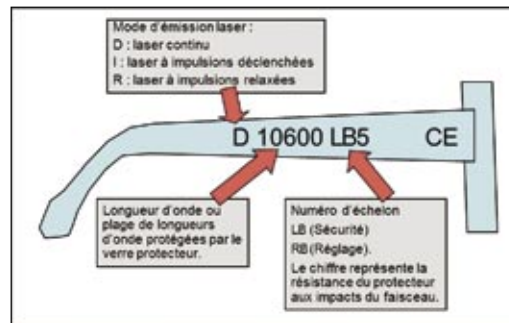 Mode d'émission laser :
D : laser continu
I : laser à impulsions déclenchées
R : laser à impulsions relaxées
D 10600 LB5 CE
Longueur d'onde ou
plage de longueurs
d'onde protégées par le
verre protecteur.
Numéro d'échelon
LB (Sécurité)
RB (Réglage).
Le chiffre représente la
résistance du protecteur
aux impacts du faisceau.